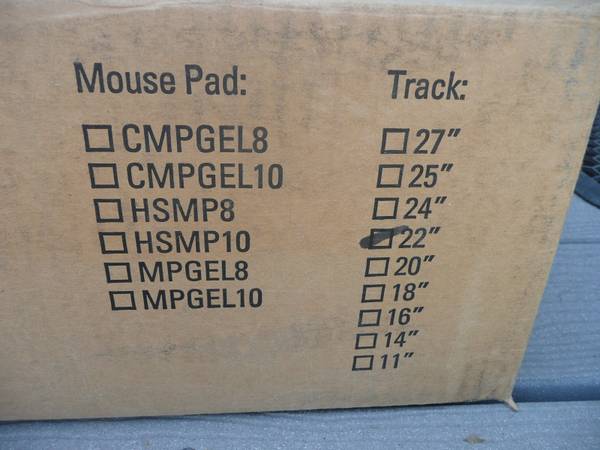 Mouse Pad:
☐ CMPGEL8
☐ CMPGEL10
☐ HSMP8
☐ HSMP10
☐ MPGEL8
☐ MPGEL10
Track:
☐ 27"
☐ 25"
☐ 24"
☐ 22"
☐ 20"
☐ 18"
☐ 16"
☐ 14"
☐ 11"